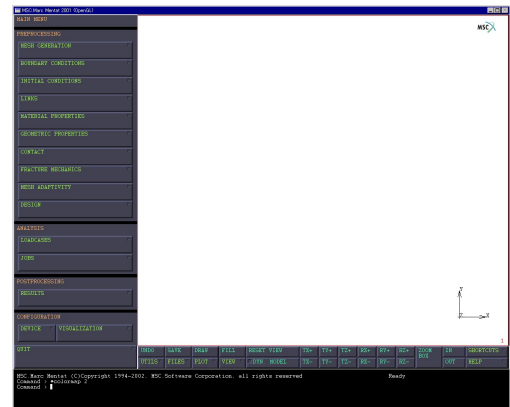 MSC.Marc Mentat 2001 (OpenGL)
MAIN MENU
PREPROCESSING
MESH GENERATION
BOUNDARY CONDITIONS
INITIAL CONDITIONS
LINKS
MATERIAL PROPERTIES
GEOMETRIC PROPERTIES
CONTACT
FRACTURE MECHANICS
MESH ADAPTIVITY
DESIGN
ANALYSIS
LOADCASES
JOBS
POSTPROCESSING
RESULTS
CONFIGURATION
DEVICE VISUALIZATION
QUIT
MSC
Y
Z X
1
UNDO SAVE DRAW FILL RESET VIEW TX+ TY+ TZ+ RX+ RY+ RZ+ ZOOM BOX IN SHORTCUTS
UTILS FILES PLOT VIEW DYN. MODEL TX- TY- TZ- RX- RY- RZ- OUT HELP
MSC.Marc Mentat (C)Copyright 1994-2002, MSC.Software Corporation, all rights reserved Ready
Command > *colormap 2
Command >